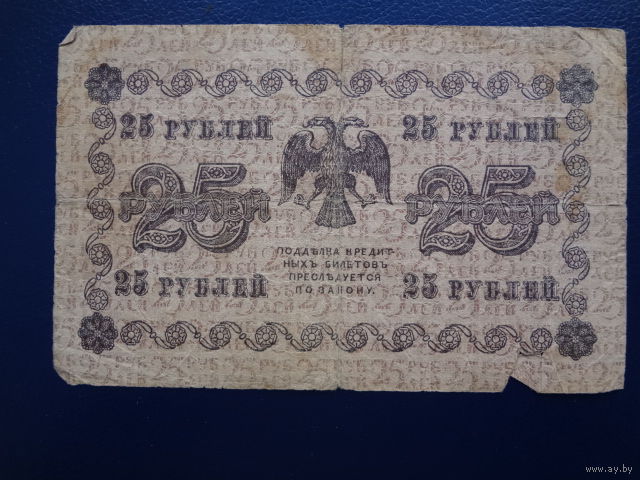 25 РУБЛЕЙ 25 РУБЛЕЙ
25 РУБЛЕЙ 25 РУБЛЕЙ
ПОДДѢЛКА КРЕДИТ-
НЫХЪ БИЛЕТОВЪ
ПРЕСЛѢДУЕТСЯ
ПО ЗАКОНУ.
25 РУБЛЕЙ 25 РУБЛЕЙ
www.ay.by